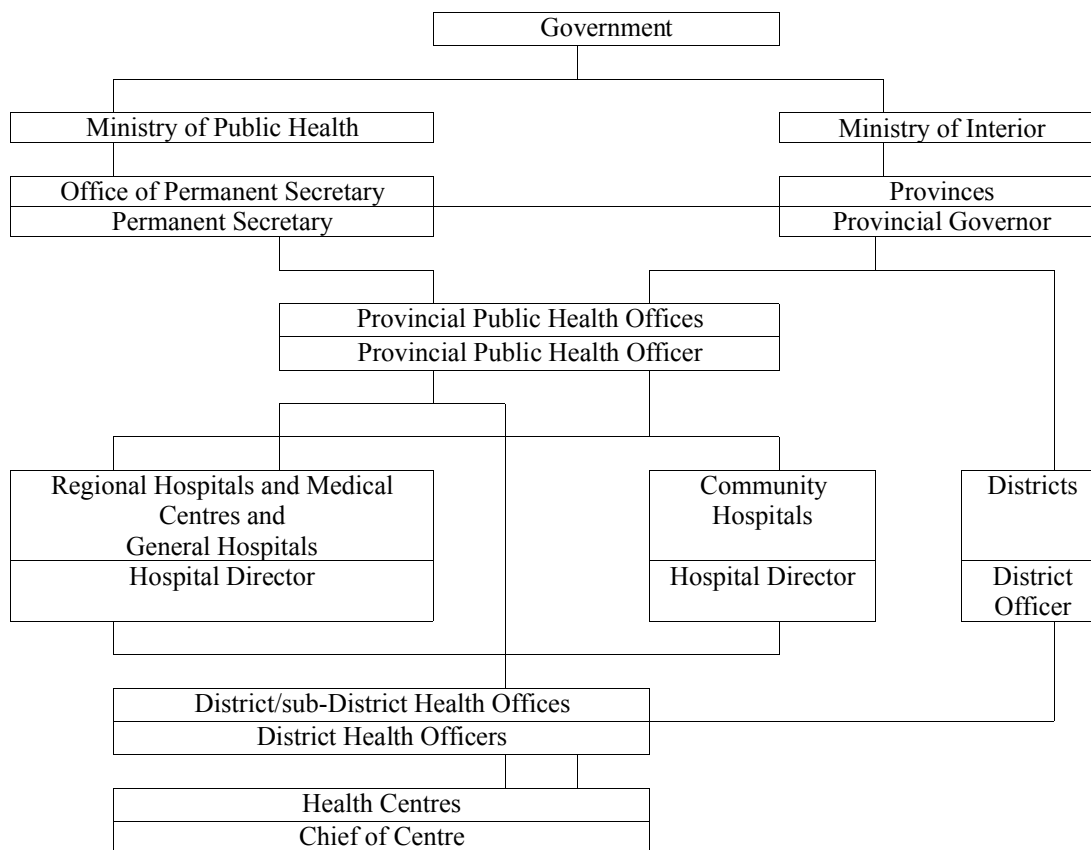 Government
Ministry of Public Health
Ministry of Interior
Office of Permanent Secretary
Permanent Secretary
Provinces
Provincial Governor
Provincial Public Health Offices
Provincial Public Health Officer
Regional Hospitals and Medical
Centres and
General Hospitals
Hospital Director
Community
Hospitals
Hospital Director
Districts
District
Officer
District/sub-District Health Offices
District Health Officers
Health Centres
Chief of Centre